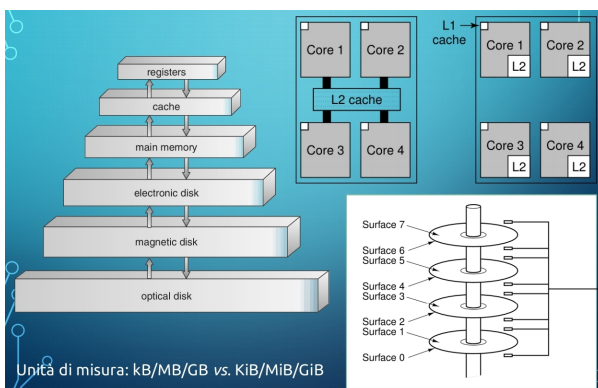 registers
cache
main memory
electronic disk
magnetic disk
optical disk
Core 1
Core 2
L2 cache
Core 3
Core 4
L1
cache
Core 1
L2
Core 2
L2
Core 3
L2
Core 4
L2
Surface 7
Surface 6
Surface 5
Surface 4
Surface 3
Surface 2
Surface 1
Surface 0
Unità di misura: kB/MB/GB vs. KiB/MiB/GiB